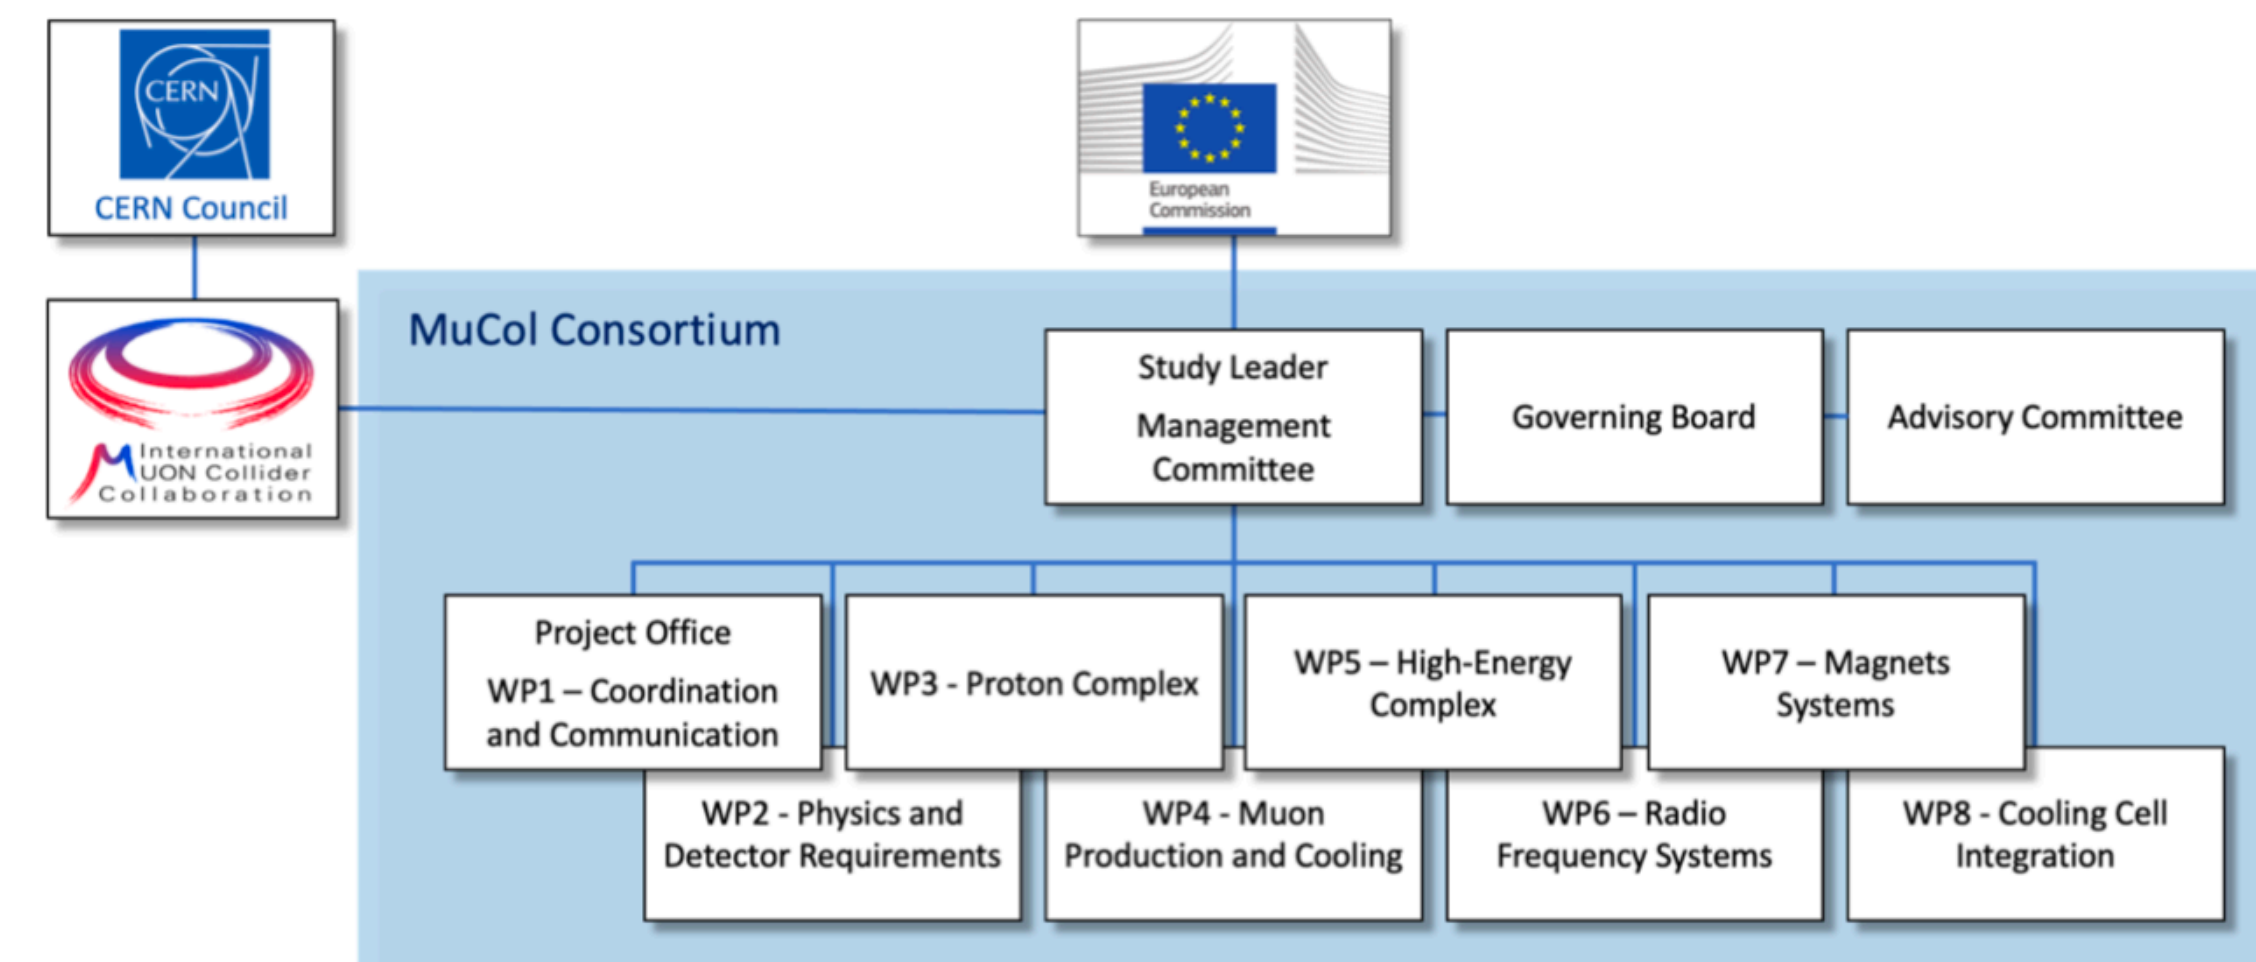 CERN
CERN Council
European
Commission
International
MUON Collider
Collaboration
MuCol Consortium
Study Leader
Management
Committee
Governing Board
Advisory Committee
Project Office
WP1 – Coordination
and Communication
WP3 - Proton Complex
WP5 – High-Energy
Complex
WP7 – Magnets
Systems
WP2 - Physics and
Detector Requirements
WP4 - Muon
Production and Cooling
WP6 – Radio
Frequency Systems
WP8 - Cooling Cell
Integration